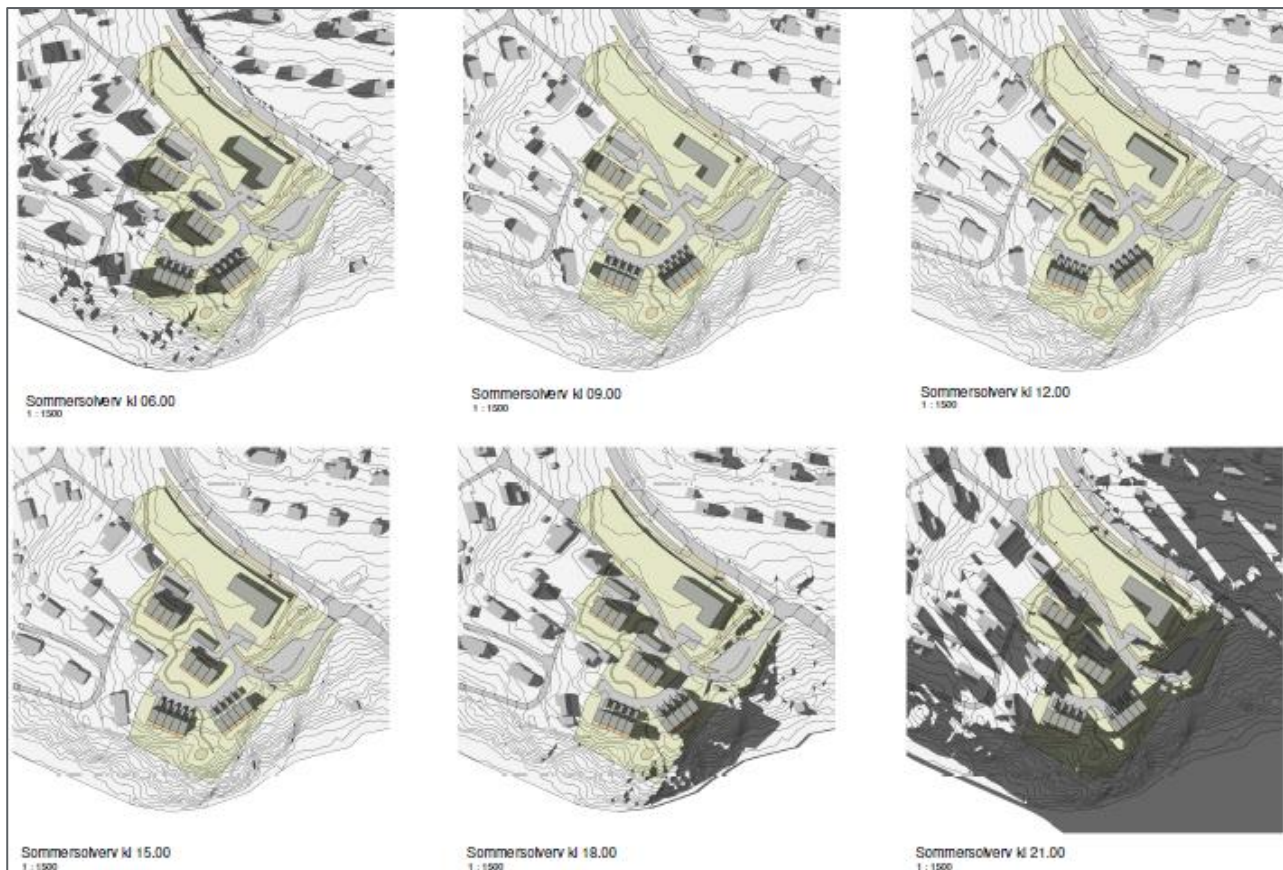 Sommersolverv kl 06.00
1 : 1500
Sommersolverv kl 09.00
1 : 1500
Sommersolverv kl 12.00
1 : 1500
Sommersolverv kl 15.00
1 : 1500
Sommersolverv kl 18.00
1 : 1500
Sommersolverv kl 21.00
1 : 1500